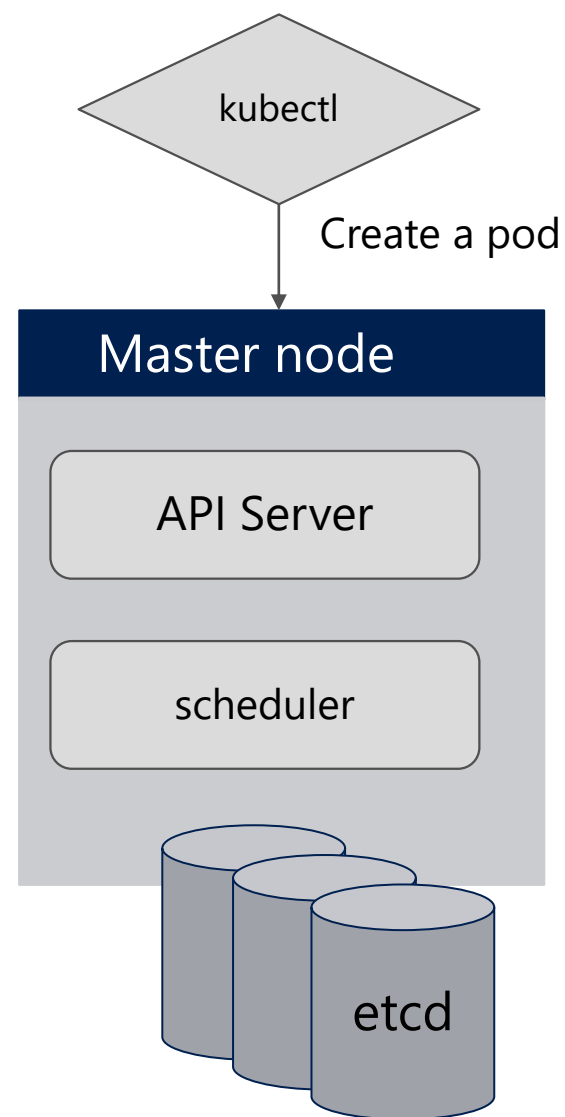 kubectl
Create a pod
Master node
API Server
scheduler
etcd